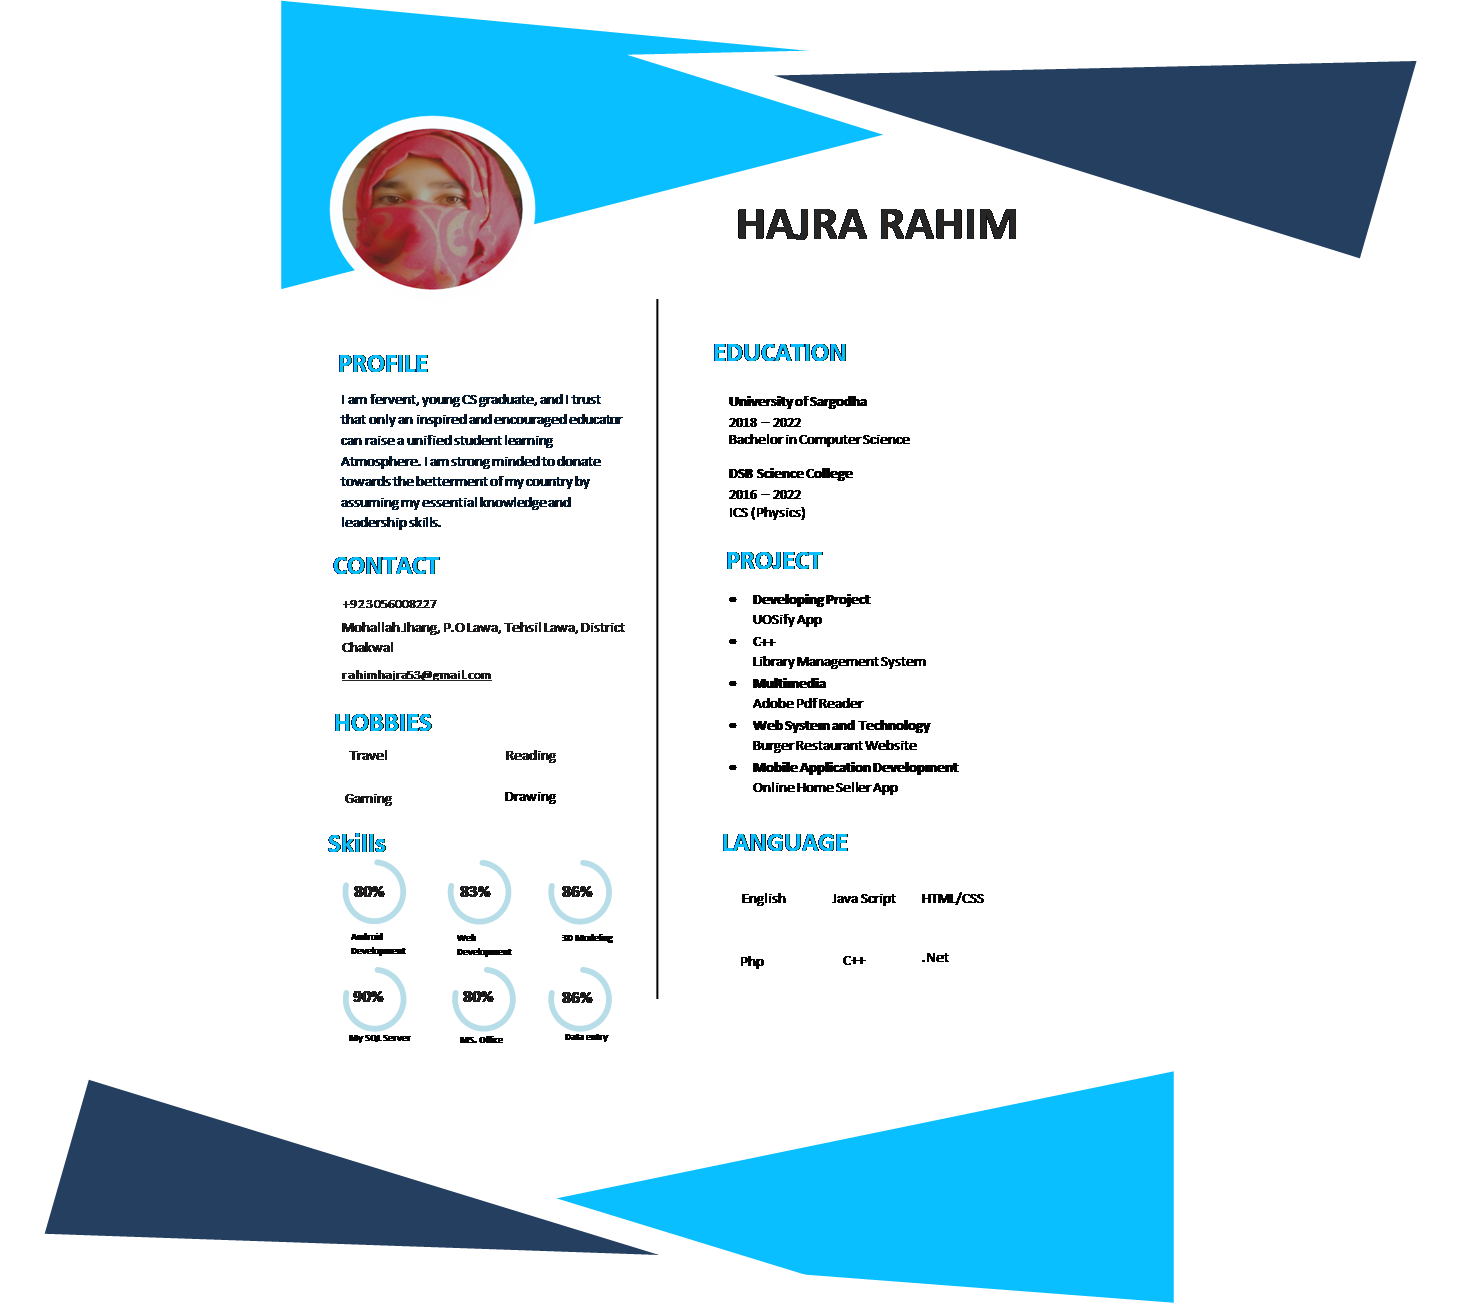 HAJRA RAHIM
PROFILE
I am fervent, young CS graduate, and I trust
that only an inspired and encouraged educator
can raise a unified student learning
Atmosphere. I am strong minded to donate
towards the betterment of my country by
assuming my essential knowledge and
leadership skills.
CONTACT
+923056008227
Mohallah Jhang, P.O Lawa, Tehsil Lawa, District
Chakwal
rahimhajra53@gmail.com
HOBBIES
Travel Reading
Gaming Drawing
Skills
80% 83% 86%
Android Web 3D Modeling
Development Development
90% 80% 86%
My SQL Server MS. Office Data entry
EDUCATION
University of Sargodha
2018 – 2022
Bachelor in Computer Science
DSB Science College
2016 – 2022
ICS (Physics)
PROJECT
• Developing Project
UOSify App
• C++
Library Management System
• Multimedia
Adobe Pdf Reader
• Web System and Technology
Burger Restaurant Website
• Mobile Application Development
Online Home Seller App
LANGUAGE
English Java Script HTML/CSS
Php C++ .Net